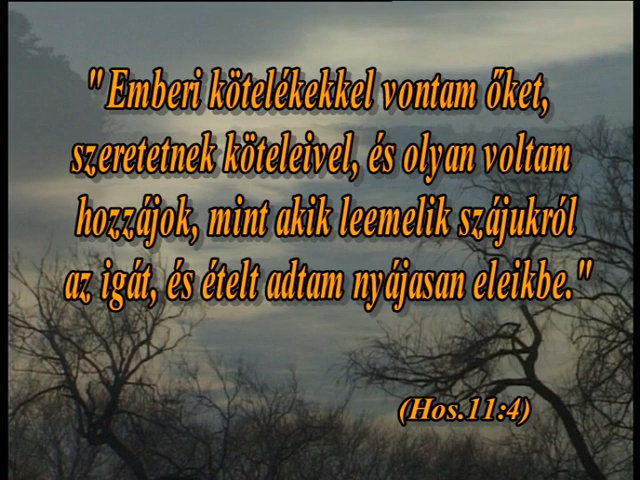 " Emberi kötelékekkel vontam őket,
szeretetnek köteleivel, és olyan voltam
hozzájok, mint akik leemelik szájukról
az igát, és ételt adtam nyájasan eleikbe."
(Hos.11:4)